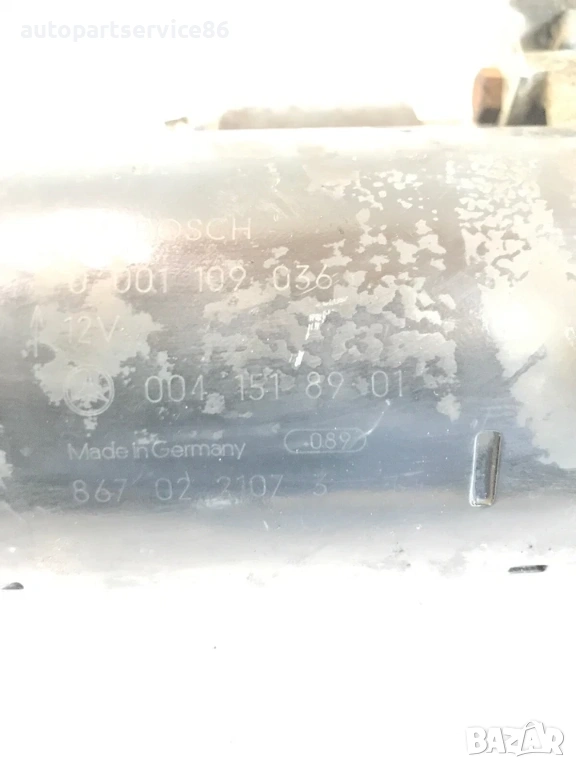 autopartservice86
BOSCH
0 001 109 036
12V
004 151 89 01
Made in Germany
089
867 02 3
BAZAR